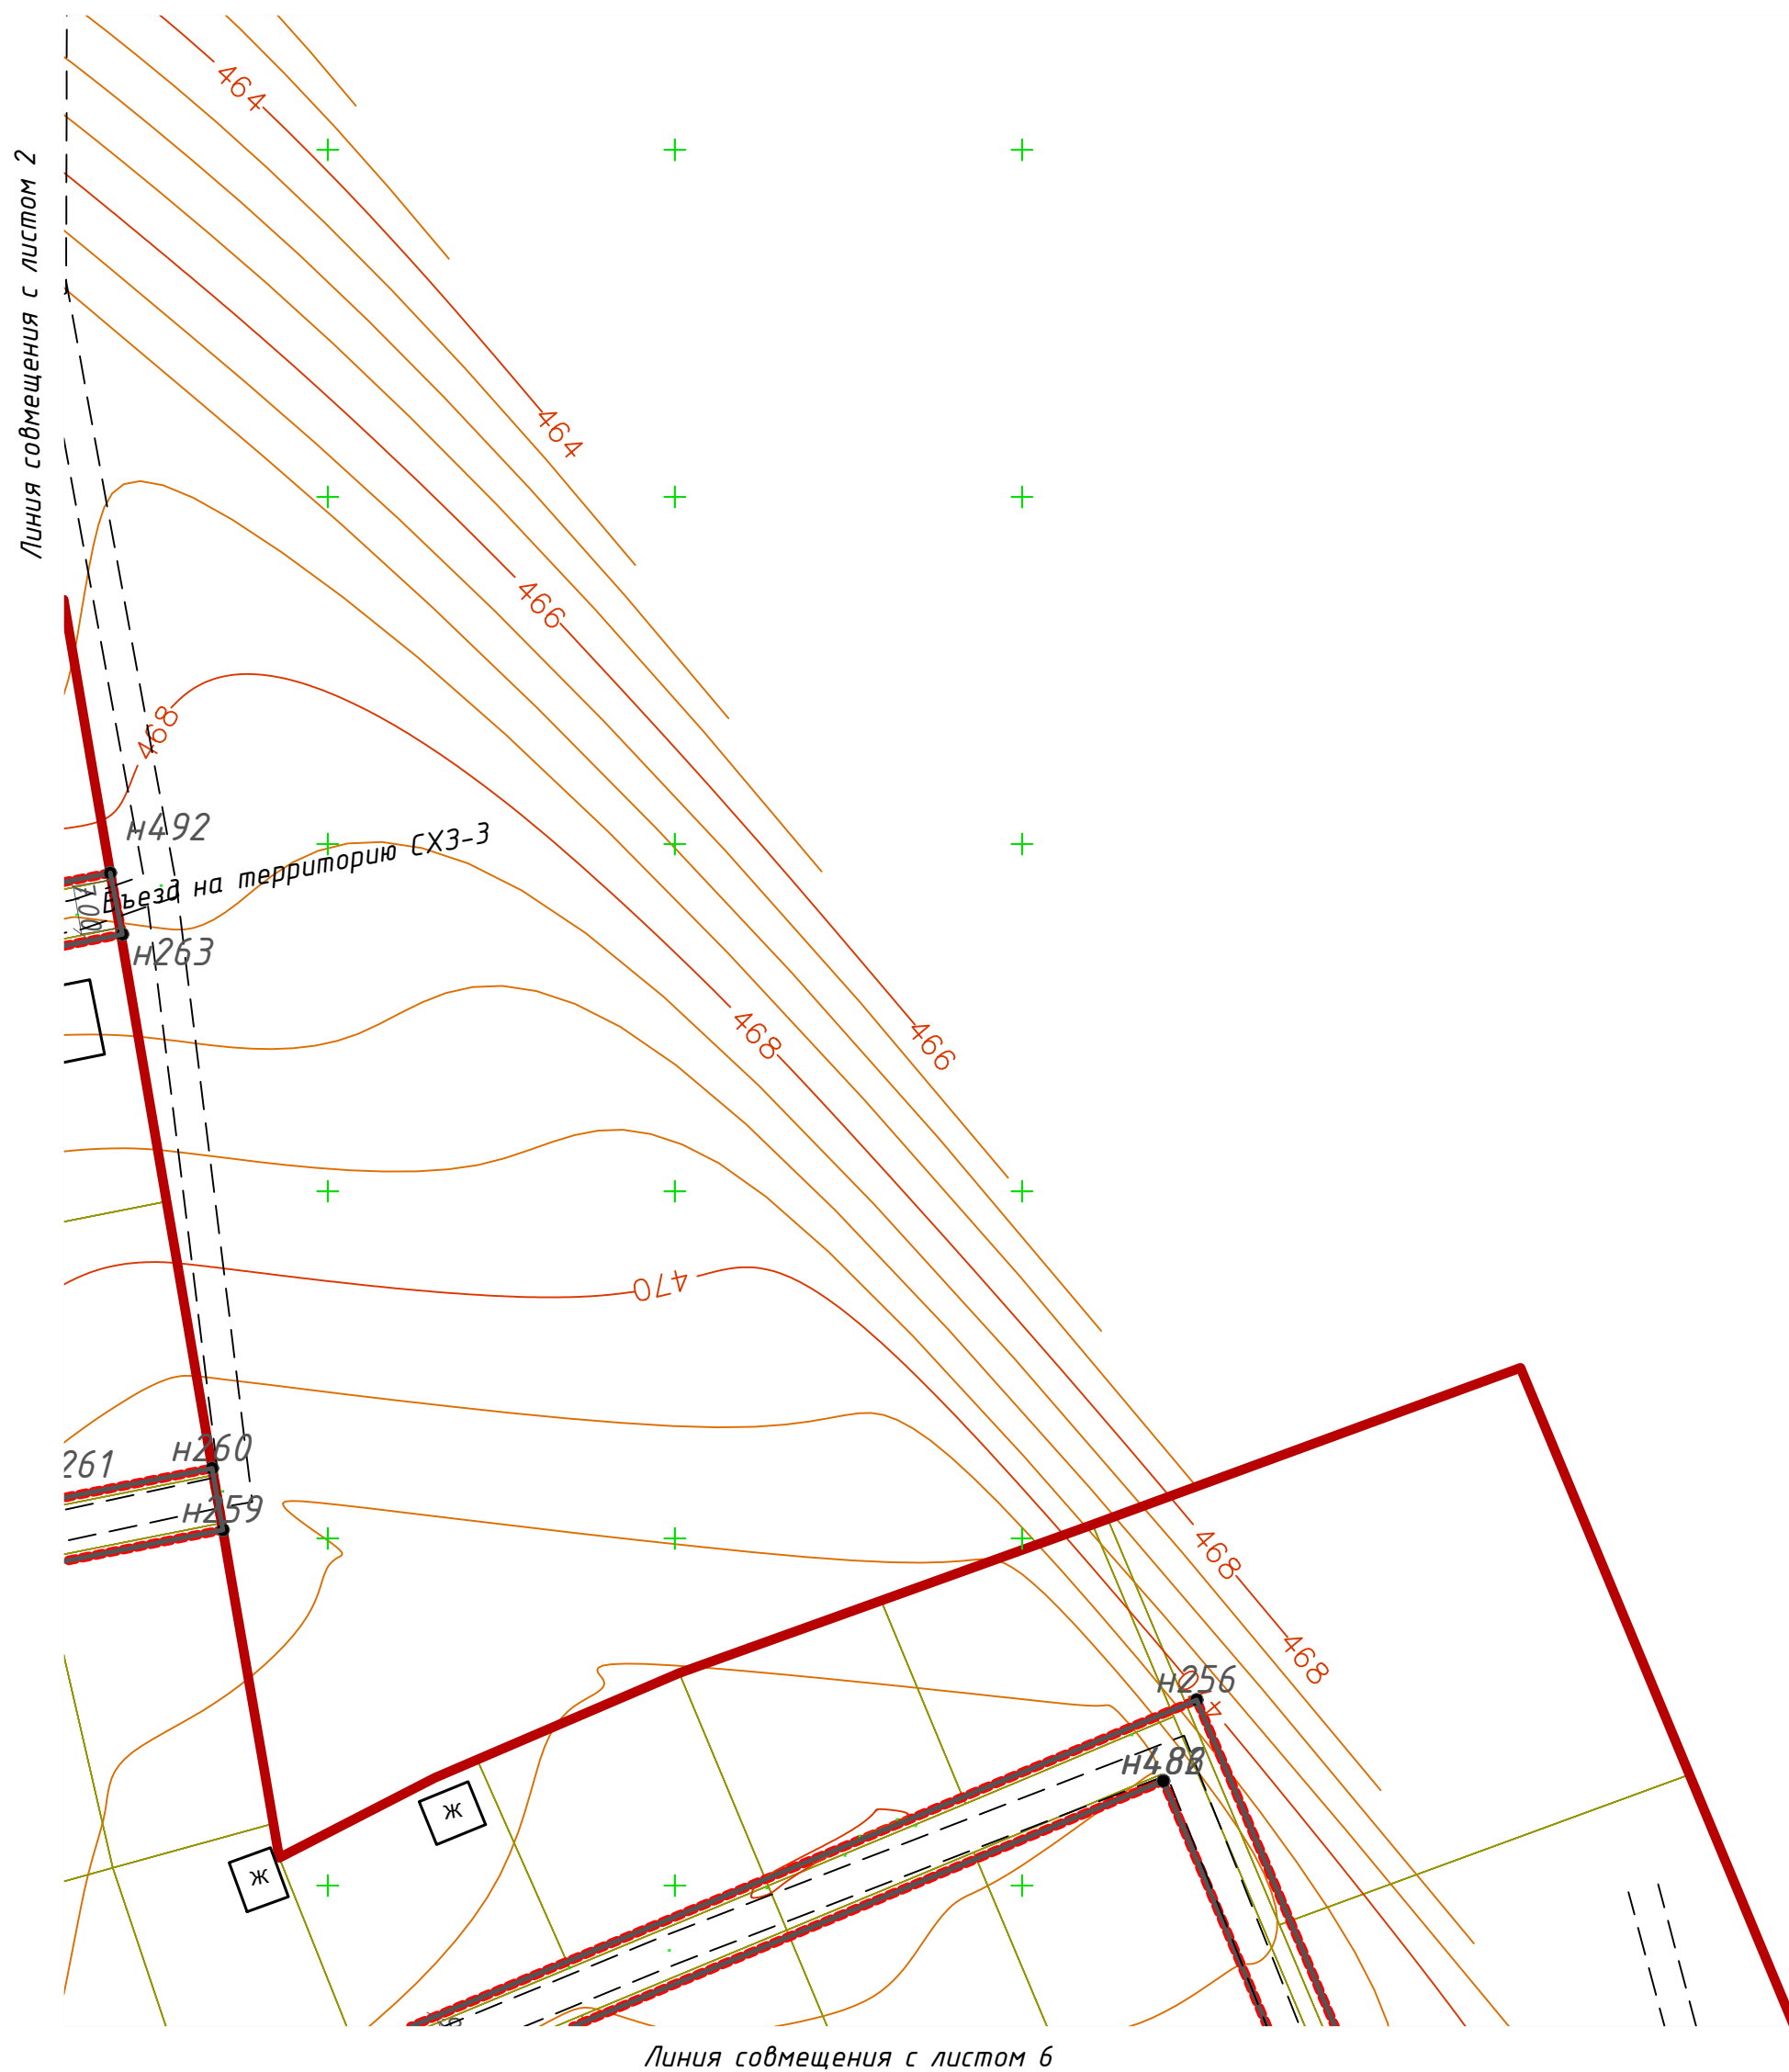 464
Линия совмещения с листом 2
464
466
468
н492
Въезд на территорию СХЗ-3
н263
468
466
470
н260
261
н259
468
468
н256
ж
ж
Линия совмещения с листом 6